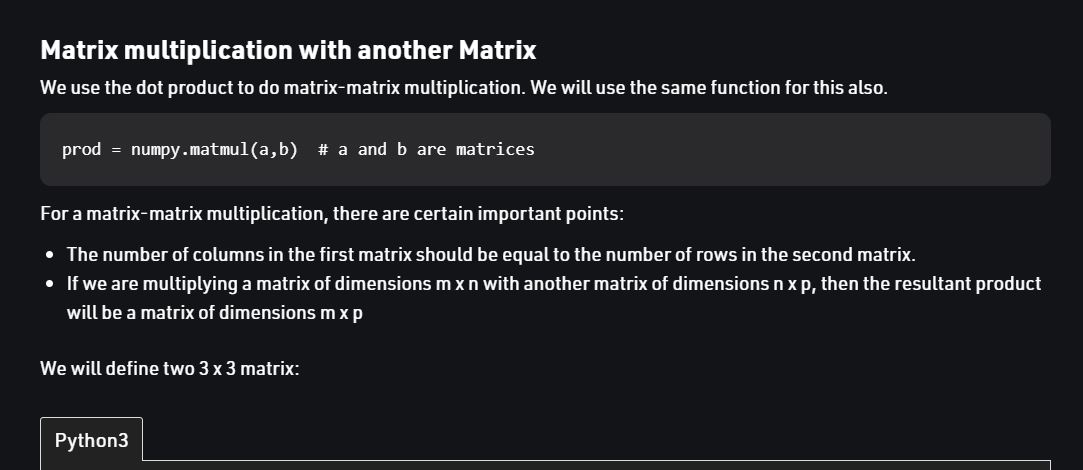 Matrix multiplication with another Matrix
We use the dot product to do matrix-matrix multiplication. We will use the same function for this also.
prod = numpy.matmul(a,b)  # a and b are matrices
For a matrix-matrix multiplication, there are certain important points:
• The number of columns in the first matrix should be equal to the number of rows in the second matrix.
• If we are multiplying a matrix of dimensions m x n with another matrix of dimensions n x p, then the resultant product
will be a matrix of dimensions m x p
We will define two 3 x 3 matrix:
Python3